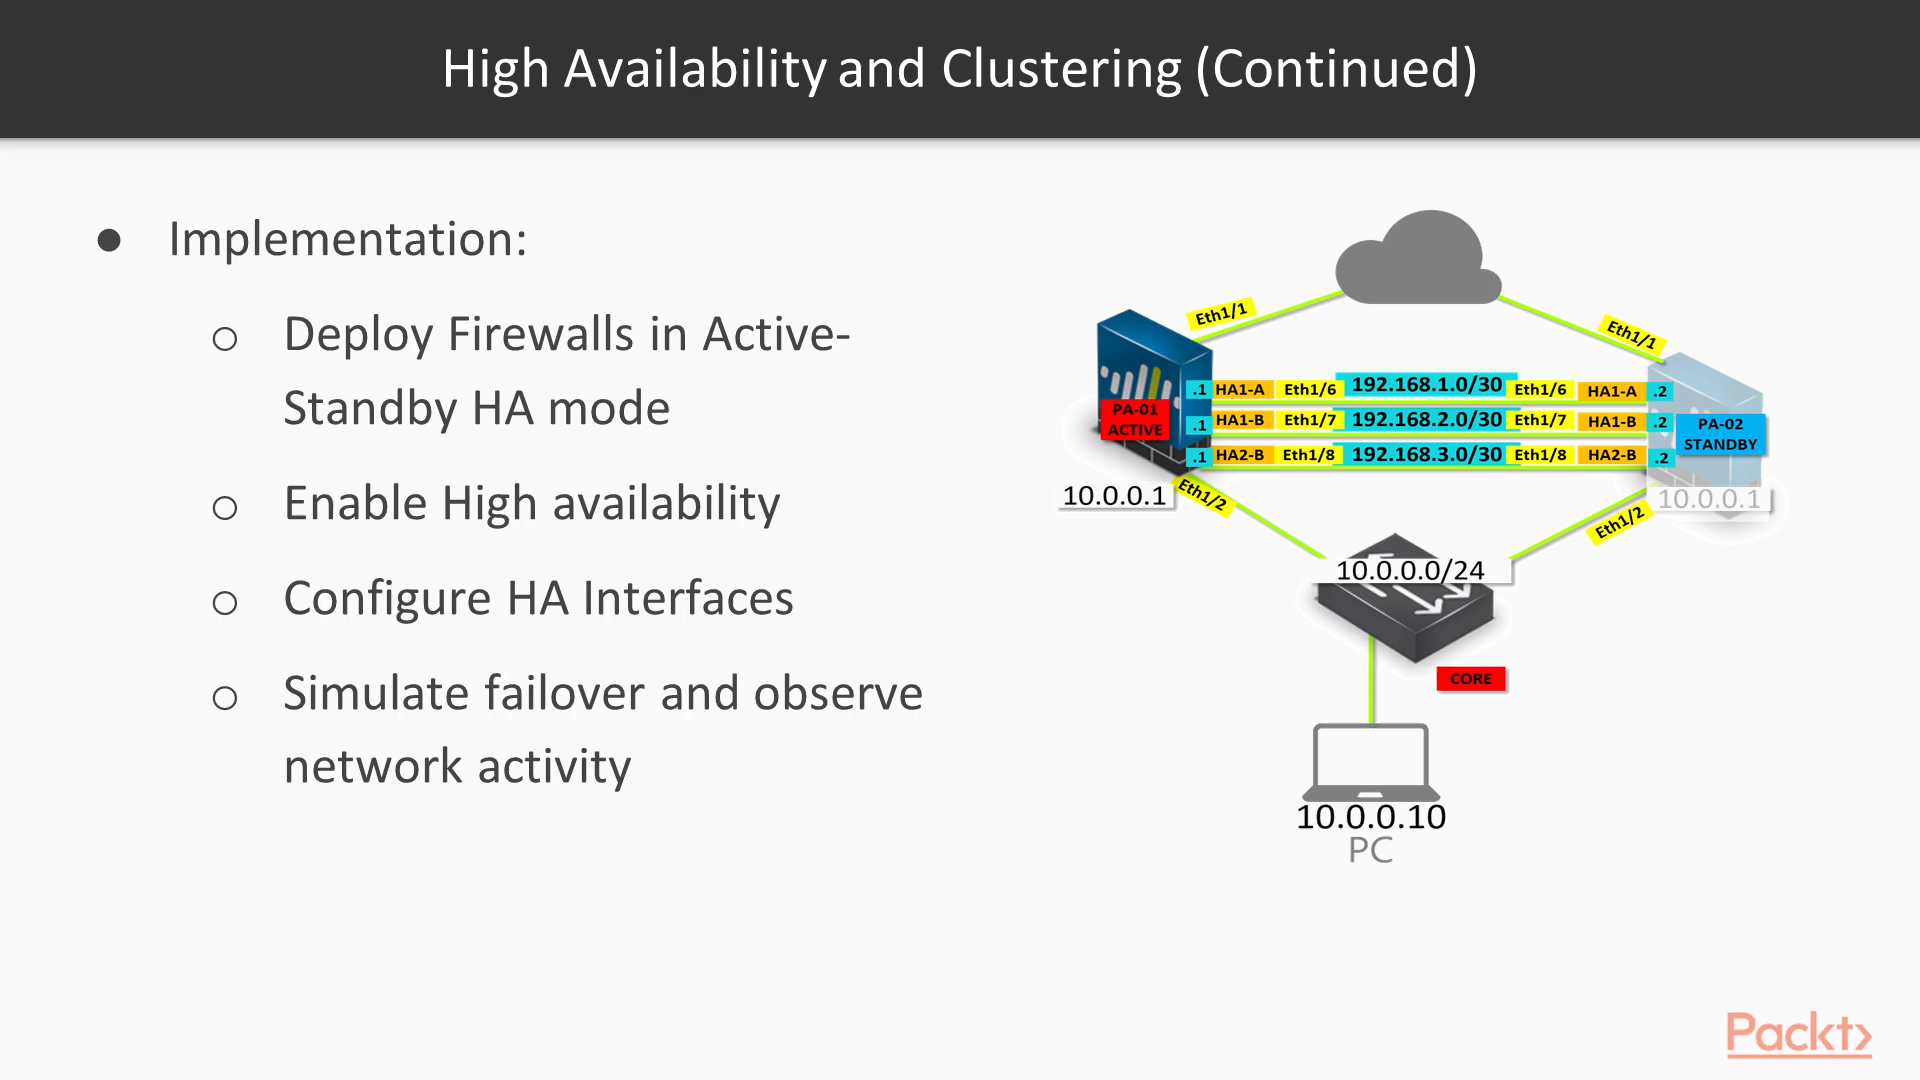 High Availability and Clustering (Continued)
● Implementation:
○ Deploy Firewalls in Active-
Standby HA mode
○ Enable High availability
○ Configure HA Interfaces
○ Simulate failover and observe
network activity
Eth1/1
Eth1/1
.1 HA1-A Eth1/6 192.168.1.0/30 Eth1/6 HA1-A .2
PA-01
ACTIVE
.1 HA1-B Eth1/7 192.168.2.0/30 Eth1/7 HA1-B .2
PA-02
STANDBY
.1 HA2-B Eth1/8 192.168.3.0/30 Eth1/8 HA2-B .2
10.0.0.1
Eth1/2
Eth1/2
10.0.0.1
10.0.0.0/24
CORE
10.0.0.10
PC
Packt>